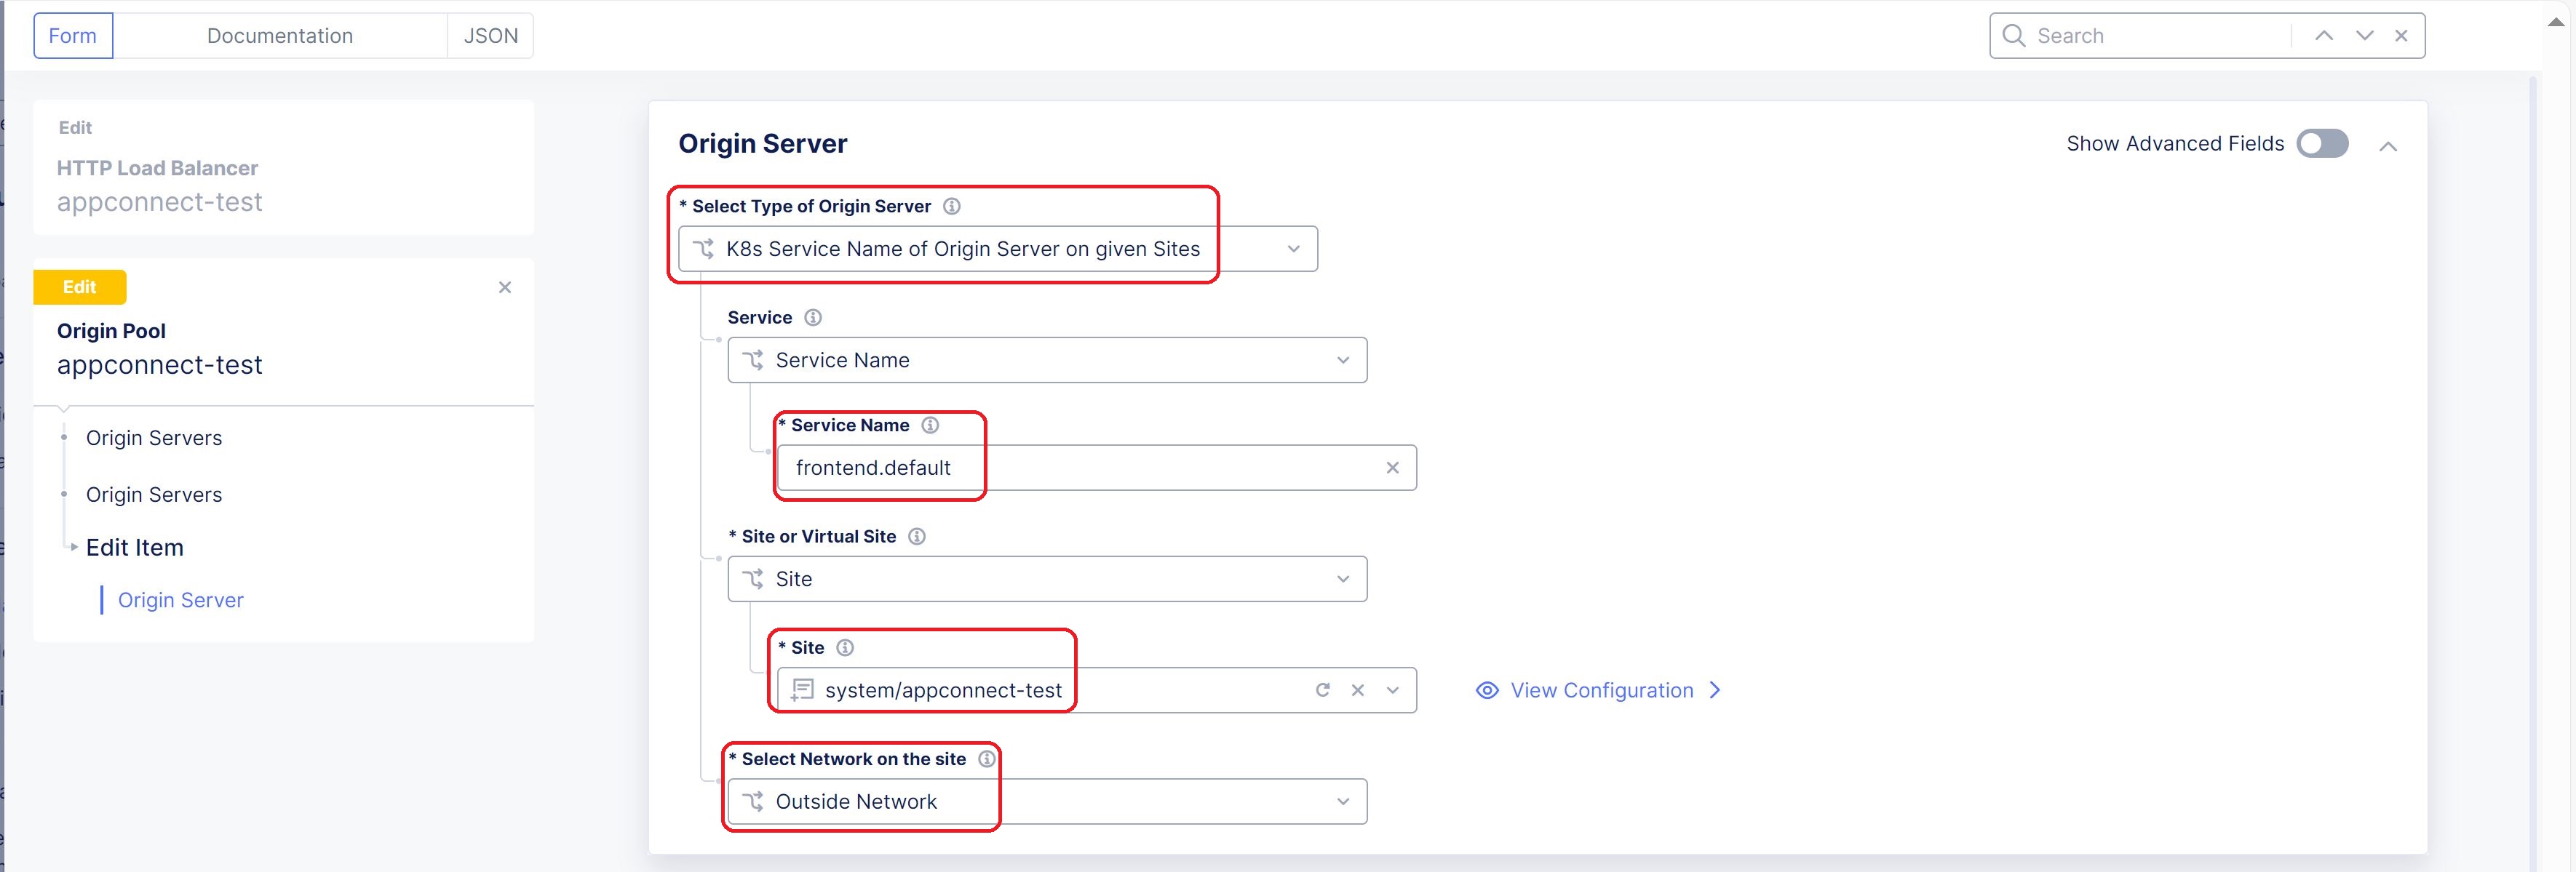 Form
Documentation
JSON
Search
Edit
HTTP Load Balancer
appconnect-test
Edit
Origin Pool
appconnect-test
Origin Servers
Origin Servers
Edit Item
Origin Server
Origin Server
Show Advanced Fields
* Select Type of Origin Server
K8s Service Name of Origin Server on given Sites
Service
Service Name
* Service Name
frontend.default
* Site or Virtual Site
Site
* Site
system/appconnect-test
View Configuration
* Select Network on the site
Outside Network